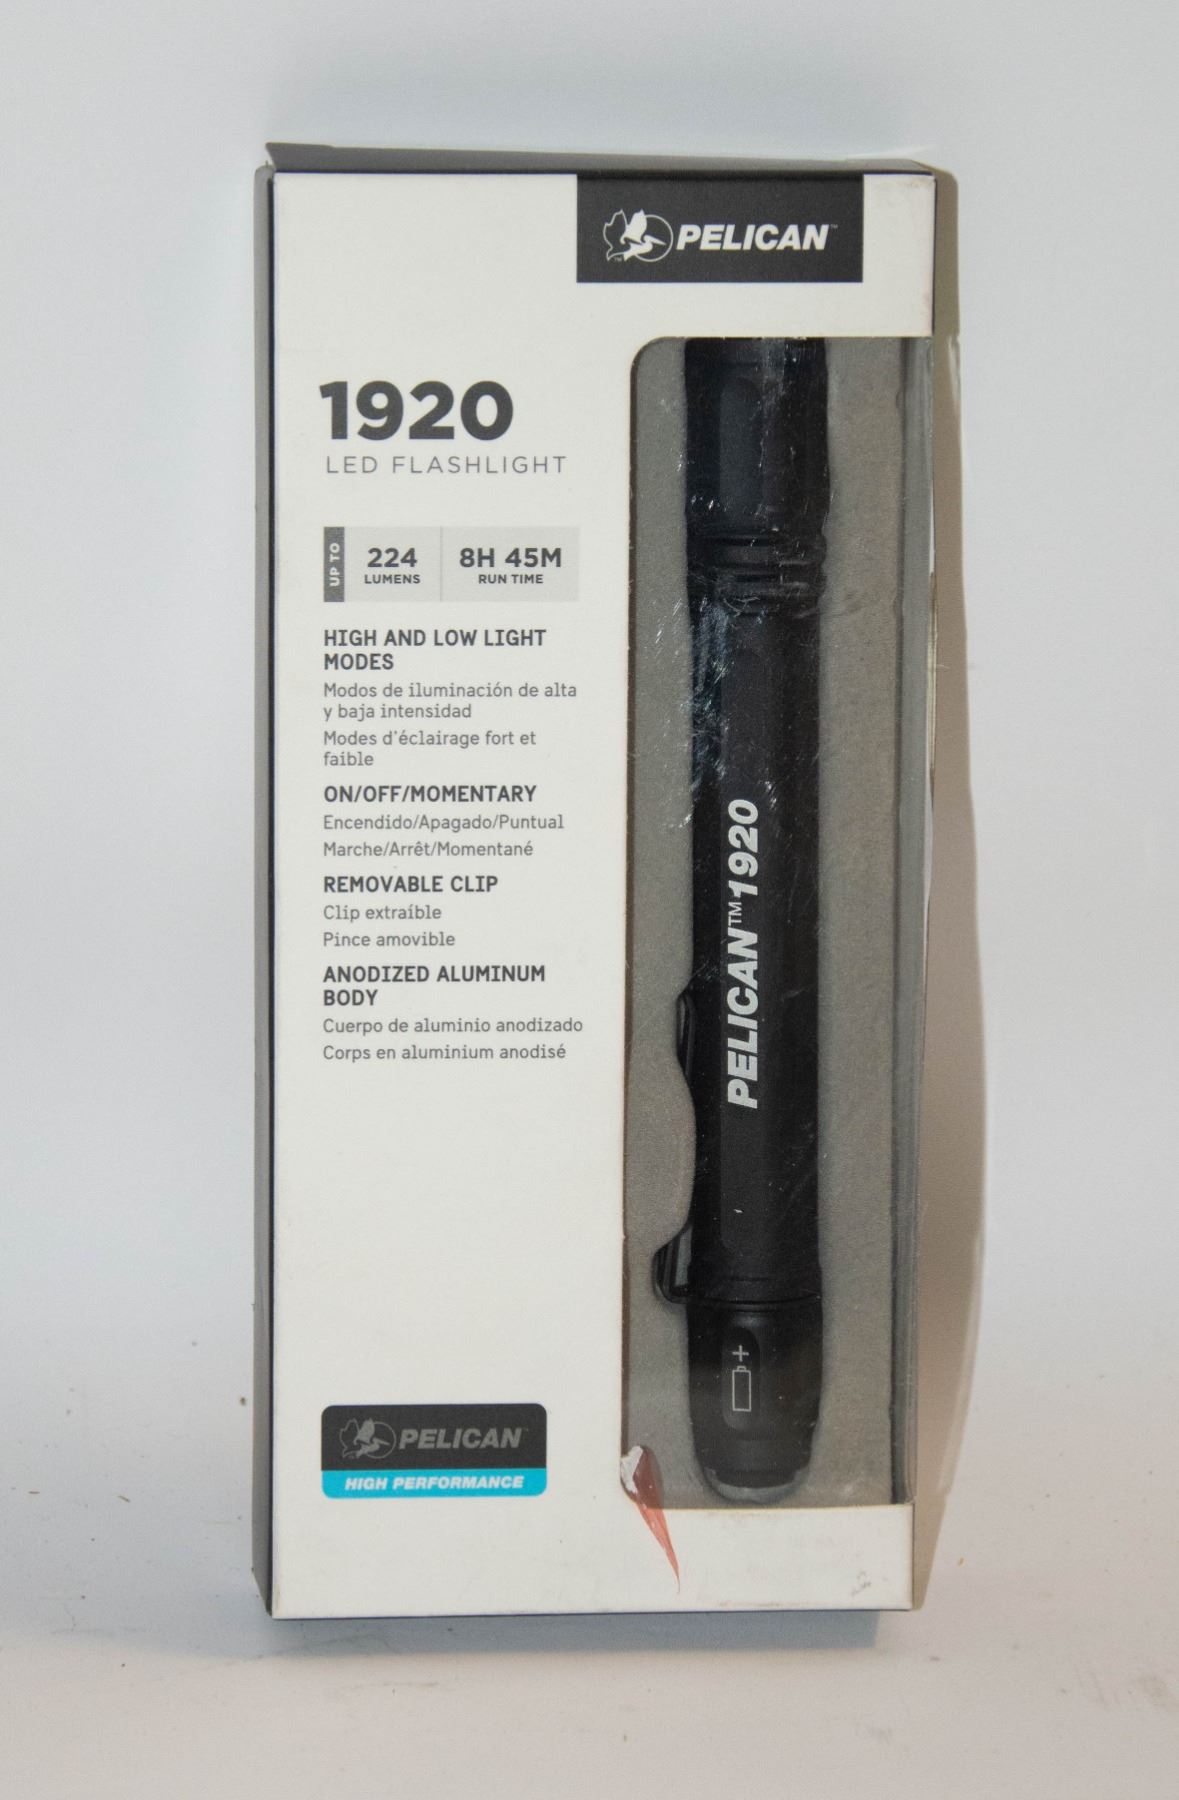 PELICAN™
1920
LED FLASHLIGHT
UP TO
224
LUMENS
8H 45M
RUN TIME
HIGH AND LOW LIGHT
MODES
Modos de iluminación de alta
y baja intensidad
Modes d'éclairage fort et
faible
ON/OFF/MOMENTARY
Encendido/Apagado/Puntual
Marche/Arrêt/Momentané
REMOVABLE CLIP
Clip extraíble
Pince amovible
ANODIZED ALUMINUM
BODY
Cuerpo de aluminio anodizado
Corps en aluminium anodisé
PELICAN™ 1920
+
PELICAN
HIGH PERFORMANCE